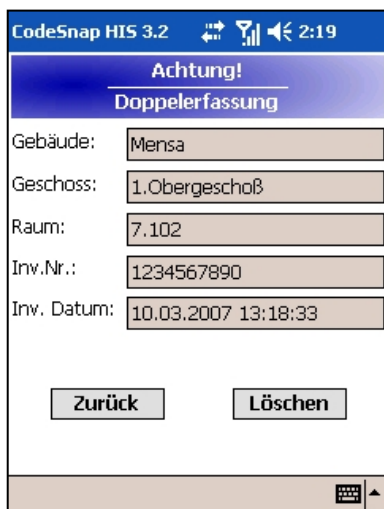 CodeSnap HIS 3.2 2:19
Achtung!
Doppelerfassung
Gebäude: Mensa
Geschoss: 1.Obergeschoß
Raum: 7.102
Inv.Nr.: 1234567890
Inv. Datum: 10.03.2007 13:18:33
Zurück Löschen